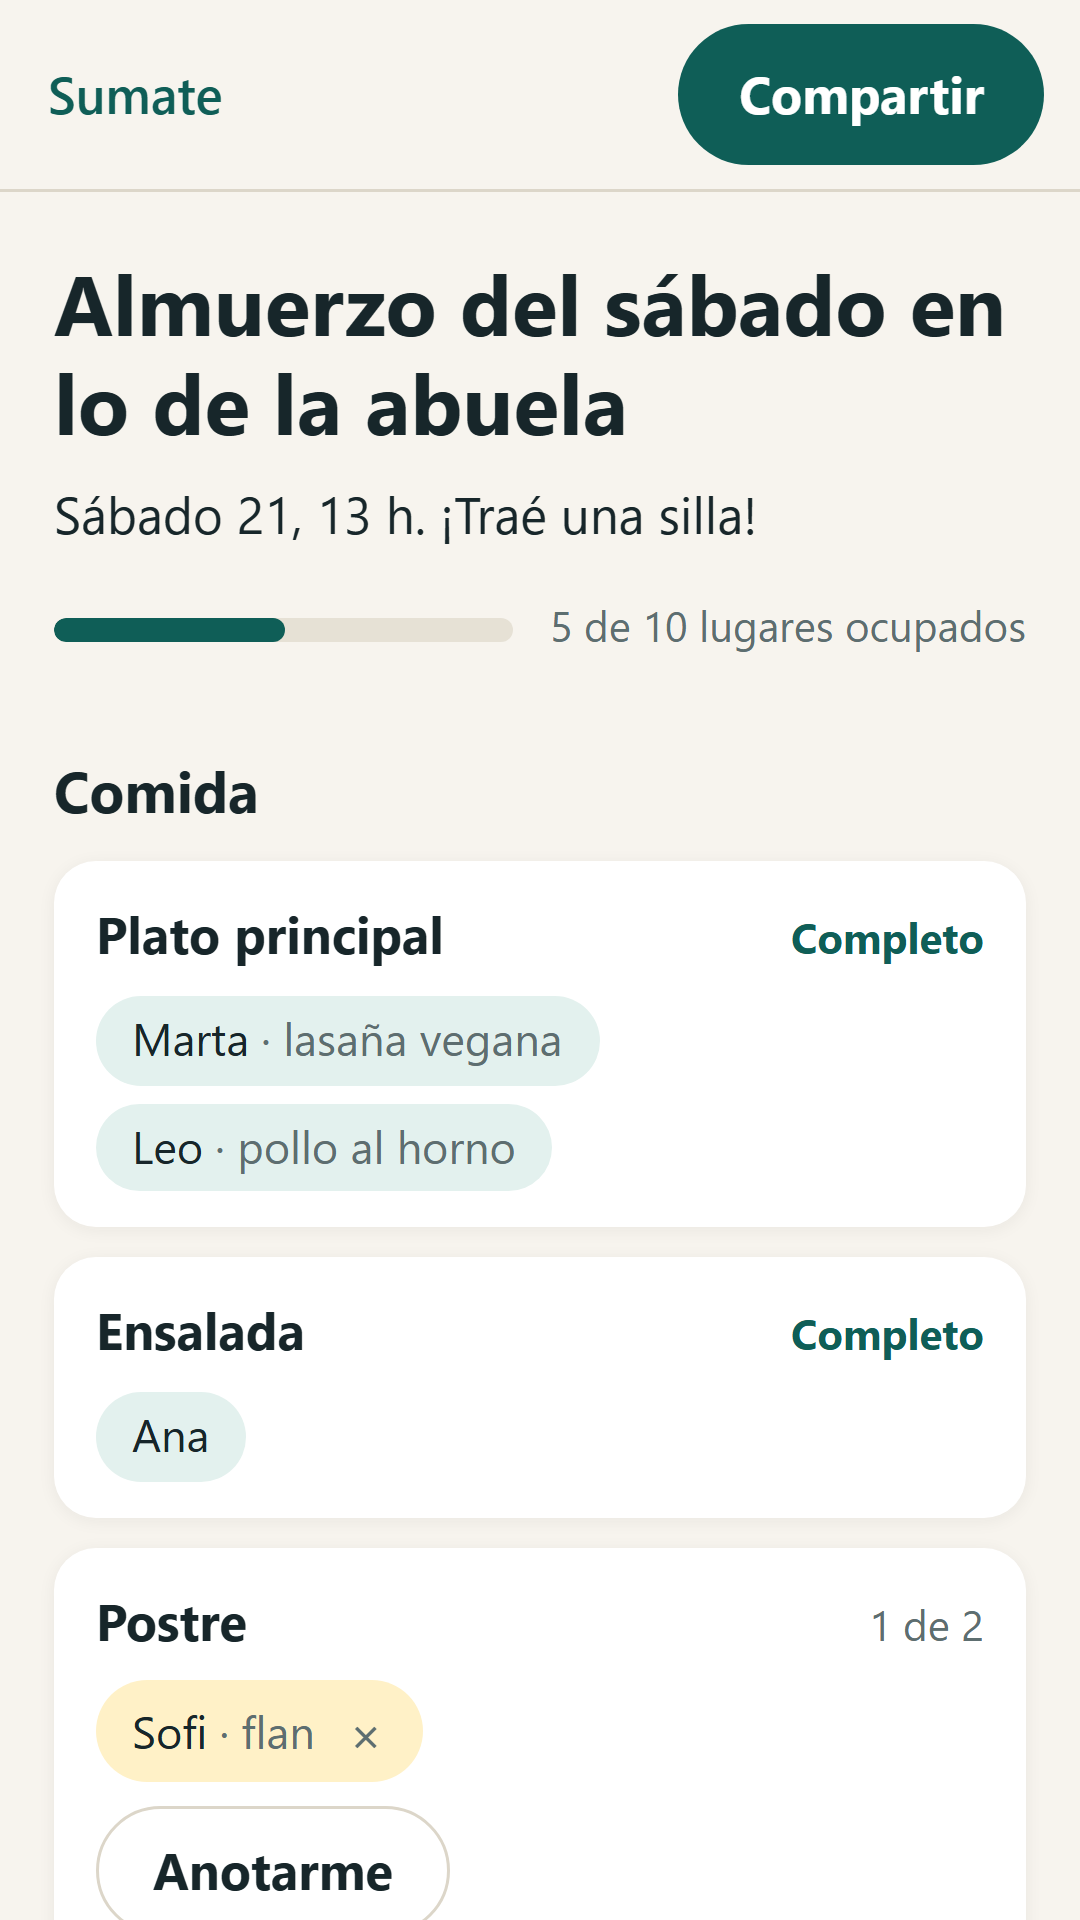 Sumate
Compartir
Almuerzo del sábado en
lo de la abuela
Sábado 21, 13 h. ¡Traé una silla!
5 de 10 lugares ocupados
Comida
Plato principal
Completo
Marta · lasaña vegana
Leo · pollo al horno
Ensalada
Completo
Ana
Postre
1 de 2
Sofi · flan ×
Anotarme